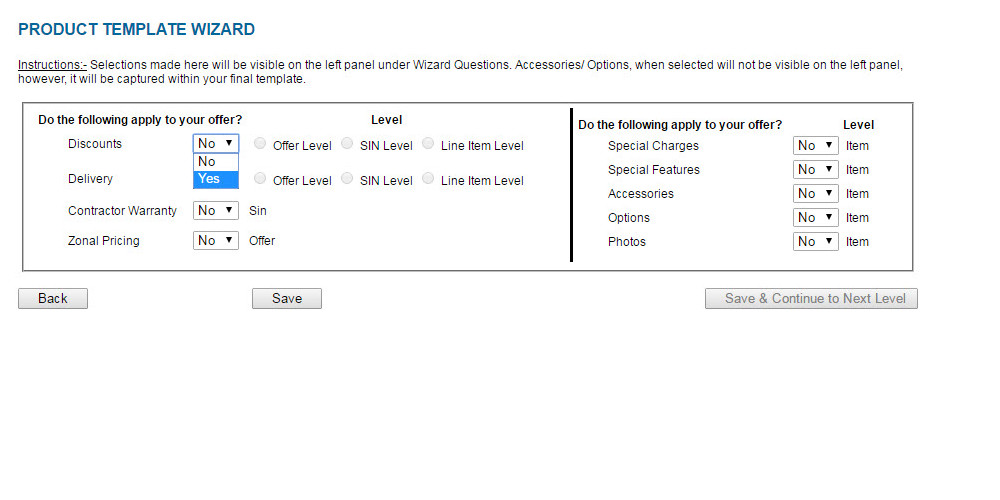 PRODUCT TEMPLATE WIZARD
Instructions:- Selections made here will be visible on the left panel under Wizard Questions. Accessories/ Options, when selected will not be visible on the left panel,
however, it will be captured within your final template.
Do the following apply to your offer? Level
Discounts No Offer Level SIN Level Line Item Level
No
Delivery Yes Offer Level SIN Level Line Item Level
Contractor Warranty No Sin
Zonal Pricing No Offer
Do the following apply to your offer? Level
Special Charges No Item
Special Features No Item
Accessories No Item
Options No Item
Photos No Item
Back Save Save & Continue to Next Level